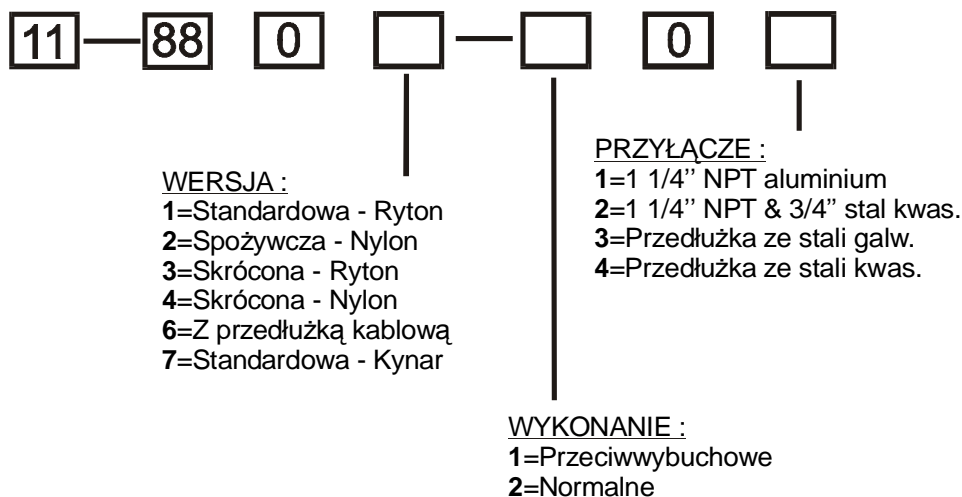 11 — 88 0 — 0
PRZYŁĄCZE :
1=1 1/4’’ NPT aluminium
2=1 1/4’’ NPT & 3/4” stal kwas.
3=Przedłużka ze stali galw.
4=Przedłużka ze stali kwas.
WERSJA :
1=Standardowa - Ryton
2=Spożywcza - Nylon
3=Skrócona - Ryton
4=Skrócona - Nylon
6=Z przedłużką kablową
7=Standardowa - Kynar
WYKONANIE :
1=Przeciwwybuchowe
2=Normalne